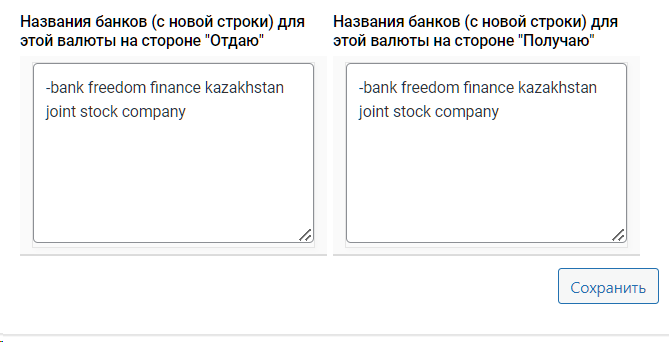 Названия банков (с новой строки) для
этой валюты на стороне "Отдаю"
-bank freedom finance kazakhstan
joint stock company
Названия банков (с новой строки) для
этой валюты на стороне "Получаю"
-bank freedom finance kazakhstan
joint stock company
Сохранить